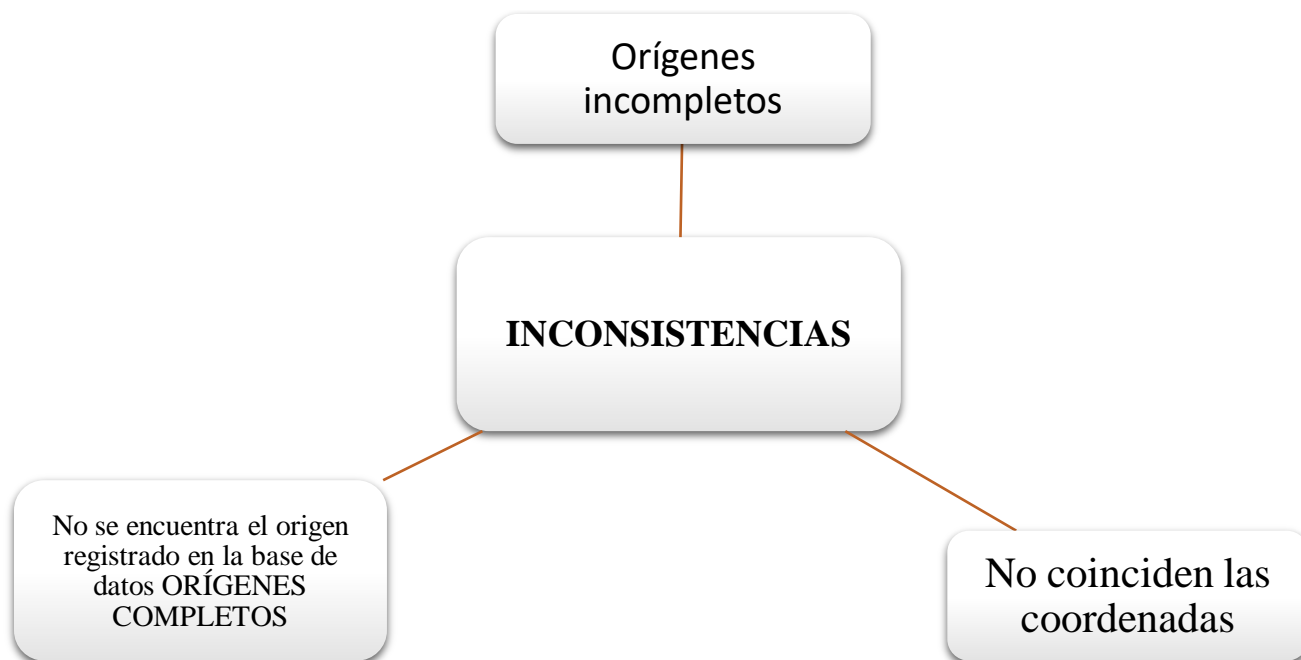 Orígenes
incompletos
INCONSISTENCIAS
No se encuentra el origen
registrado en la base de
datos ORÍGENES
COMPLETOS
No coinciden las
coordenadas